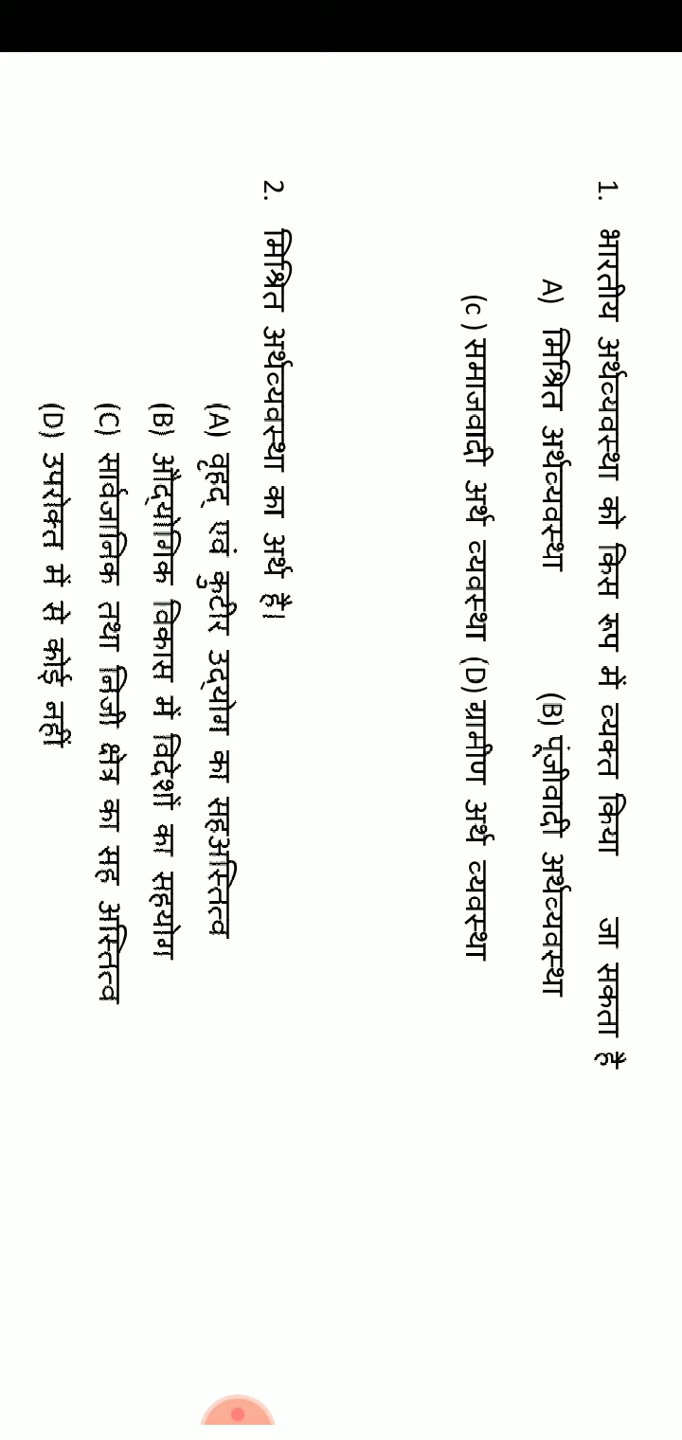 1. भारतीय अर्थव्यवस्था को किस रूप में व्यक्त किया जा सकता है
A) मिश्रित अर्थव्यवस्था (B) पूंजीवादी अर्थव्यवस्था
(c ) समाजवादी अर्थ व्यवस्था (D) ग्रामीण अर्थ व्यवस्था
2. मिश्रित अर्थव्यवस्था का अर्थ है।
(A) वृहद् एवं कुटीर उद्योग का सहअस्तित्व
(B) औद्योगिक विकास में विदेशों का सहयोग
(C) सार्वजानिक तथा निजी क्षेत्र का सह अस्तित्व
(D) उपरोक्त में से कोई नहीं